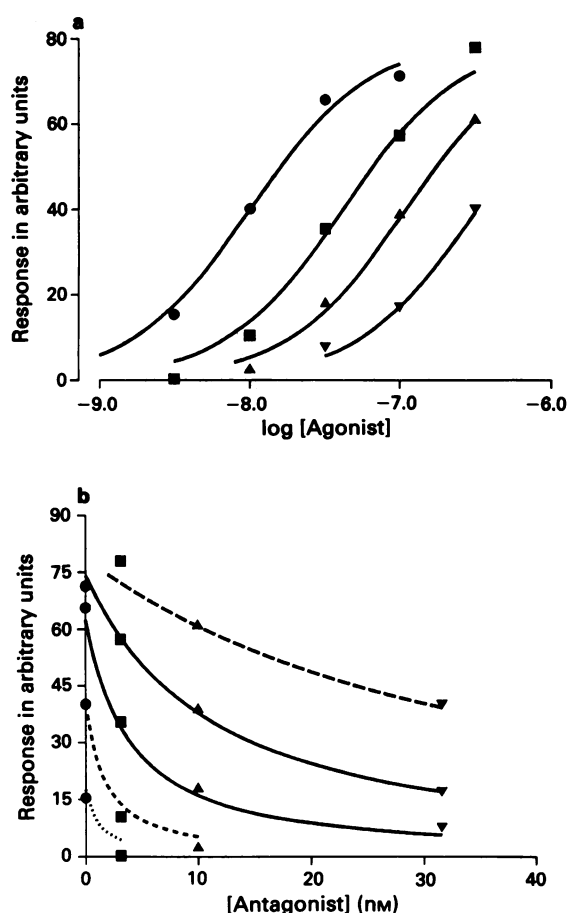 a
Response in arbitrary units
80
60
40
20
0
-9.0 -8.0 -7.0 -6.0
log [Agonist]
b
Response in arbitrary units
90
75
60
45
30
15
0
0 10 20 30 40
[Antagonist] (nM)